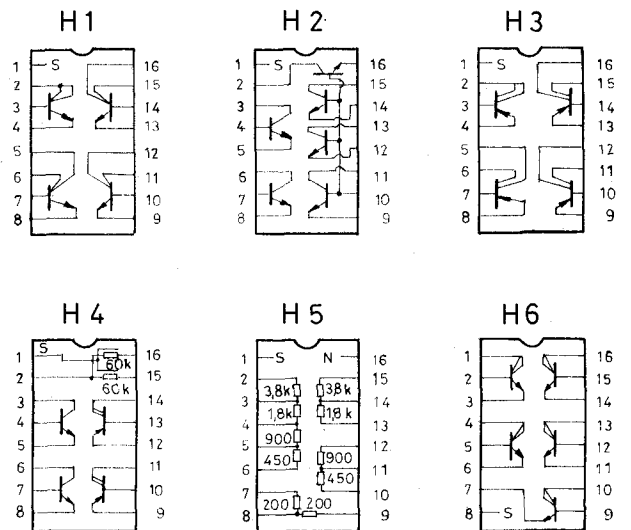 H1 H2 H3
1 S 16 1 S 16 1 S 16
2 15 2 15 2 15
3 14 3 14 3 14
4 13 4 13 4 13
5 12 5 12 5 12
6 11 6 11 6 11
7 10 7 10 7 10
8 9 8 9 8 9
H4 H5 H6
1 S 60k 16 1 S N 16 1 16
2 60k 15 2 3,8k 3,8k 15 2 15
3 14 3 1,8k 1,8k 14 3 14
4 13 4 13 4 13
5 12 5 900 12 5 12
6 11 6 450 900 11 6 11
7 10 7 450 10 7 10
8 9 8 200 200 9 8 S 9